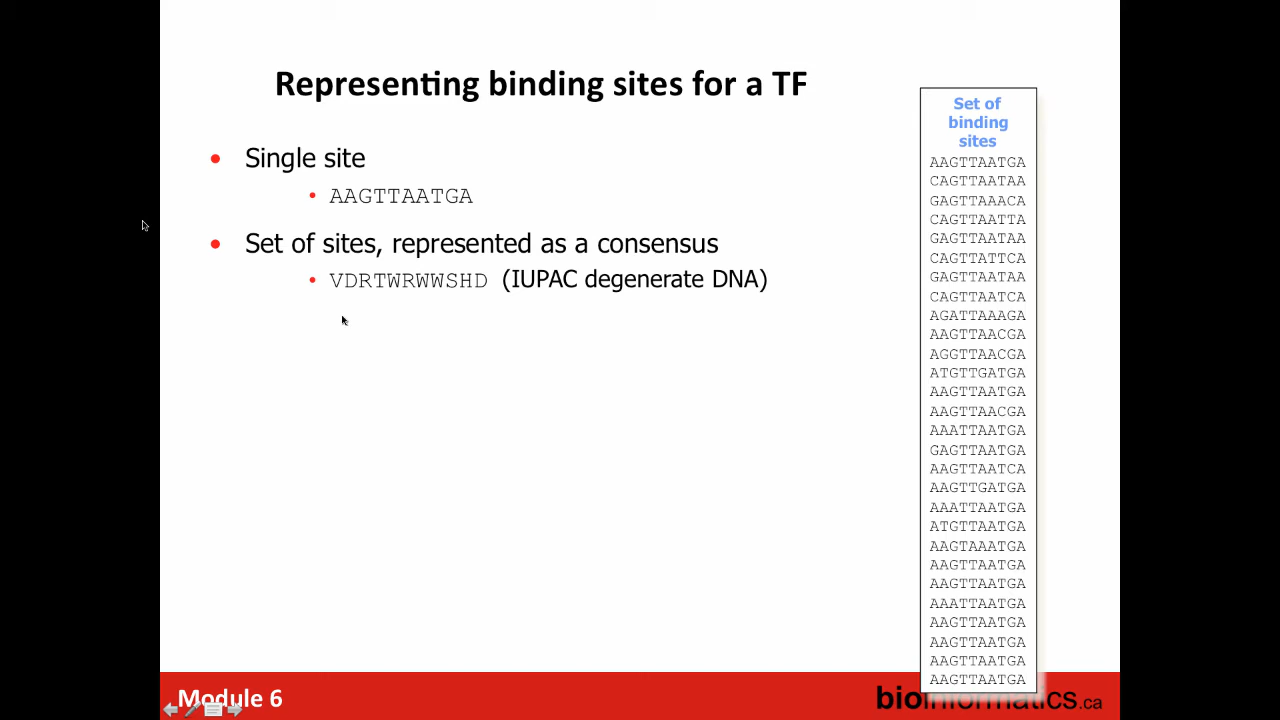 Representing binding sites for a TF
• Single site
• AAGTTAATGA
• Set of sites, represented as a consensus
• VDRTWRWWSHD (IUPAC degenerate DNA)
Set of
binding
sites
AAGTTAATGA
CAGTTAATAA
GAGTTAAACA
CAGTTAATTA
GAGTTAATAA
CAGTTATTCA
GAGTTAATAA
CAGTTAATCA
AGATTAAAGA
AAGTTAACGA
AGGTTAACGA
ATGTTGATGA
AAGTTAATGA
AAGTTAACGA
AAATTAATGA
GAGTTAATGA
AAGTTAATCA
AAGTTGATGA
AAATTAATGA
ATGTTAATGA
AAGTAAATGA
AAGTTAATGA
AAGTTAATGA
AAATTAATGA
AAGTTAATGA
AAGTTAATGA
AAGTTAATGA
AAGTTAATGA
Module 6
bioinformatics.ca